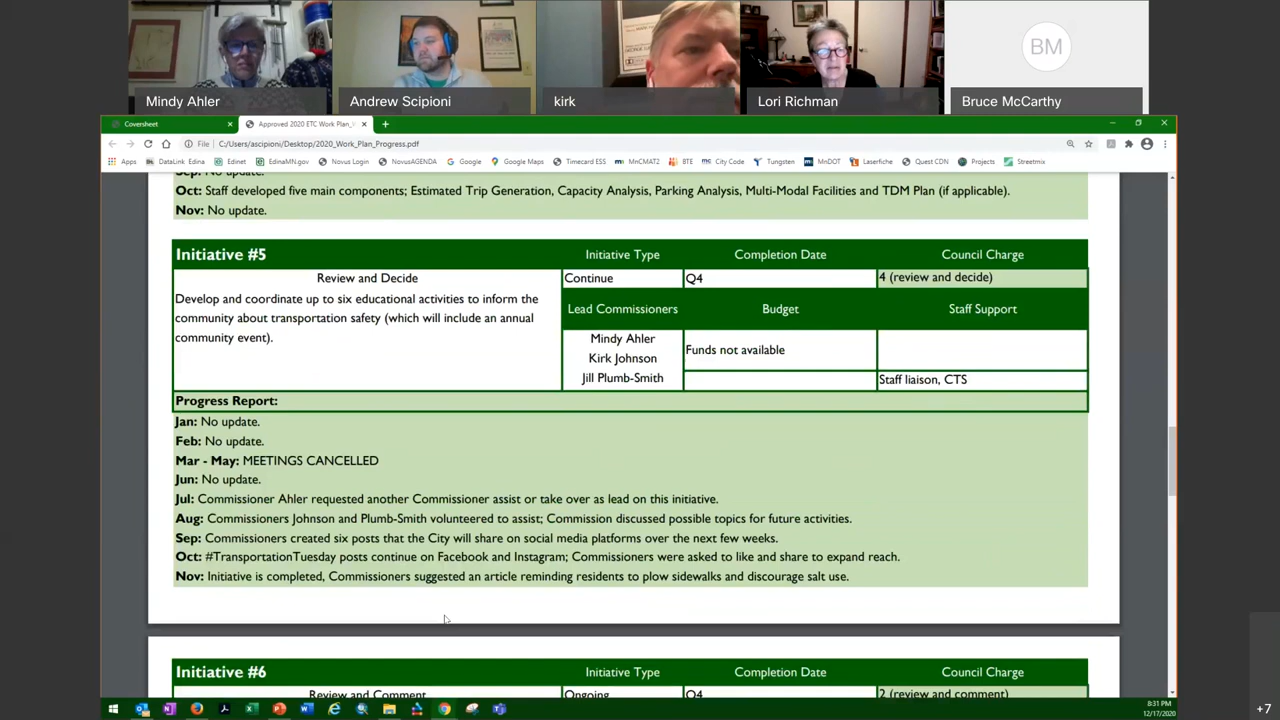 BM
Mindy Ahler
Andrew Scipioni
kirk
Lori Richman
Bruce McCarthy
Coversheet
Approved 2020 ETC Work Plan_
File C:/Users/ascipioni/Desktop/2020_Work_Plan_Progress.pdf
Apps DataLink Edina Edinet EdinaMN.gov Novus Login NovusAGENDA Google Google Maps Timecard ESS MnCMAT2 BTE City Code Tungsten MnDOT Laserfiche Quest CDN Projects Streetmix
Sep: No update.
Oct: Staff developed five main components; Estimated Trip Generation, Capacity Analysis, Parking Analysis, Multi-Modal Facilities and TDM Plan (if applicable).
Nov: No update.
Initiative #5 Initiative Type Completion Date Council Charge
Review and Decide Continue Q4 4 (review and decide)
Develop and coordinate up to six educational activities to inform the
community about transportation safety (which will include an annual
community event).
Lead Commissioners Budget Staff Support
Mindy Ahler
Kirk Johnson
Jill Plumb-Smith
Funds not available
Staff liaison, CTS
Progress Report:
Jan: No update.
Feb: No update.
Mar - May: MEETINGS CANCELLED
Jun: No update.
Jul: Commissioner Ahler requested another Commissioner assist or take over as lead on this initiative.
Aug: Commissioners Johnson and Plumb-Smith volunteered to assist; Commission discussed possible topics for future activities.
Sep: Commissioners created six posts that the City will share on social media platforms over the next few weeks.
Oct: #TransportationTuesday posts continue on Facebook and Instagram; Commissioners were asked to like and share to expand reach.
Nov: Initiative is completed, Commissioners suggested an article reminding residents to plow sidewalks and discourage salt use.
Initiative #6 Initiative Type Completion Date Council Charge
Review and Comment Ongoing Q4 2 (review and comment)
8:31 PM
12/17/2020
+7